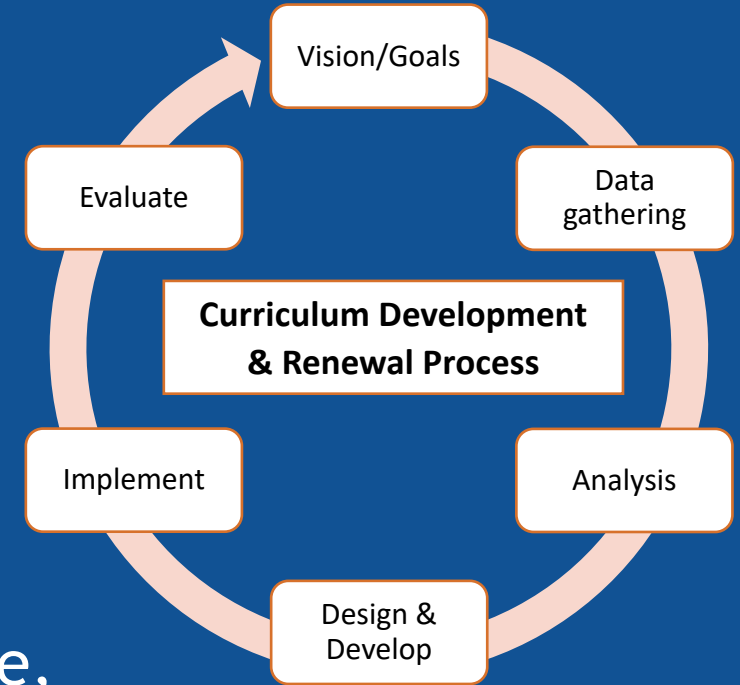 Vision/Goals
Data
gathering
Analysis
Design &
Develop
Implement
Evaluate
Curriculum Development
& Renewal Process
e,